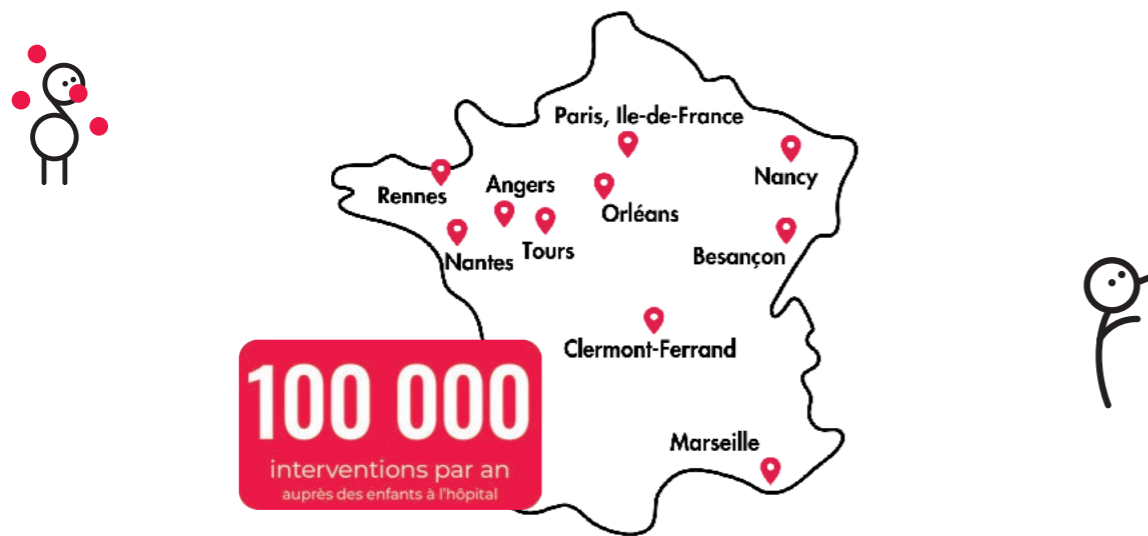 Paris, Ile-de-France
Nancy
Rennes
Angers
Orléans
Nantes
Tours
Besançon
Clermont-Ferrand
100 000
interventions par an
auprès des enfants à l'hôpital
Marseille